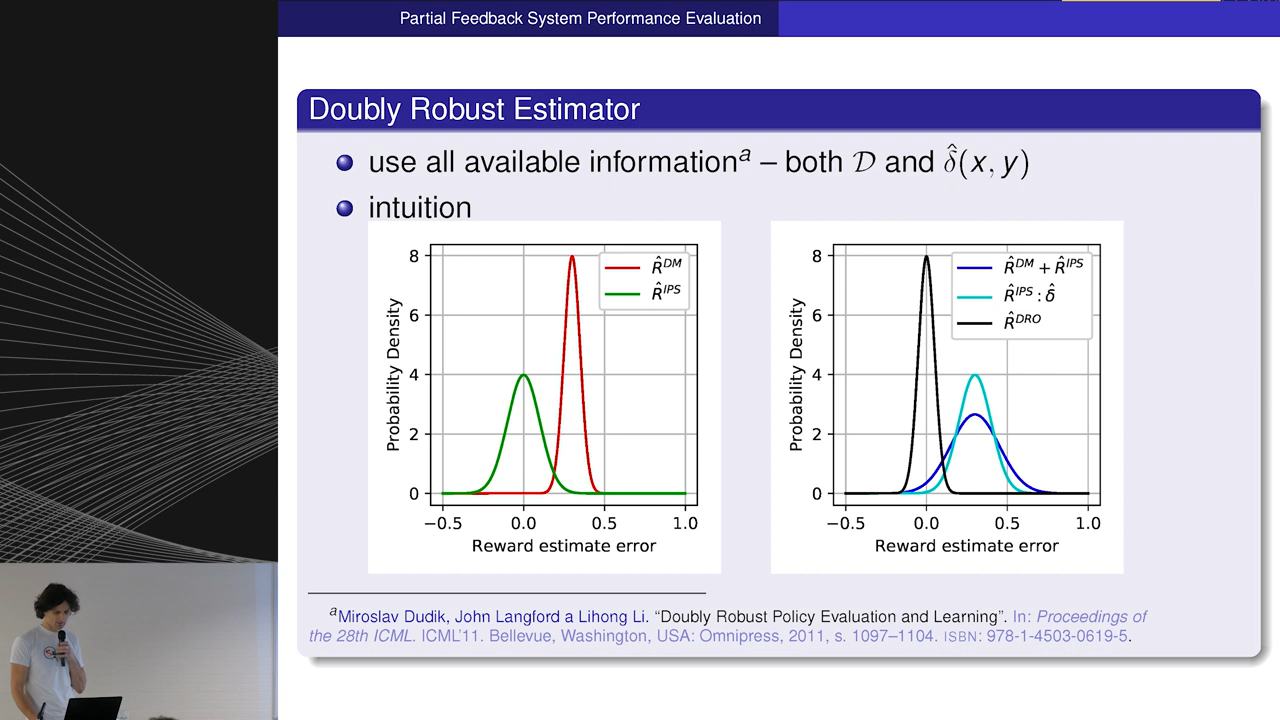 Partial Feedback System Performance Evaluation
Doubly Robust Estimator
use all available informationᵃ – both 𝒟 and δ̂(x, y)
intuition
8
6
4
2
0
−0.5 0.0 0.5 1.0
Probability Density
Reward estimate error
R̂ᴰᴹ
R̂ᴵᴾˢ
8
6
4
2
0
−0.5 0.0 0.5 1.0
Probability Density
Reward estimate error
R̂ᴰᴹ + R̂ᴵᴾˢ
R̂ᴵᴾˢ : δ̂
R̂ᴰᴿᴼ
ᵃMiroslav Dudik, John Langford a Lihong Li. “Doubly Robust Policy Evaluation and Learning”. In: Proceedings of
the 28th ICML. ICML’11. Bellevue, Washington, USA: Omnipress, 2011, s. 1097–1104. ISBN: 978-1-4503-0619-5.